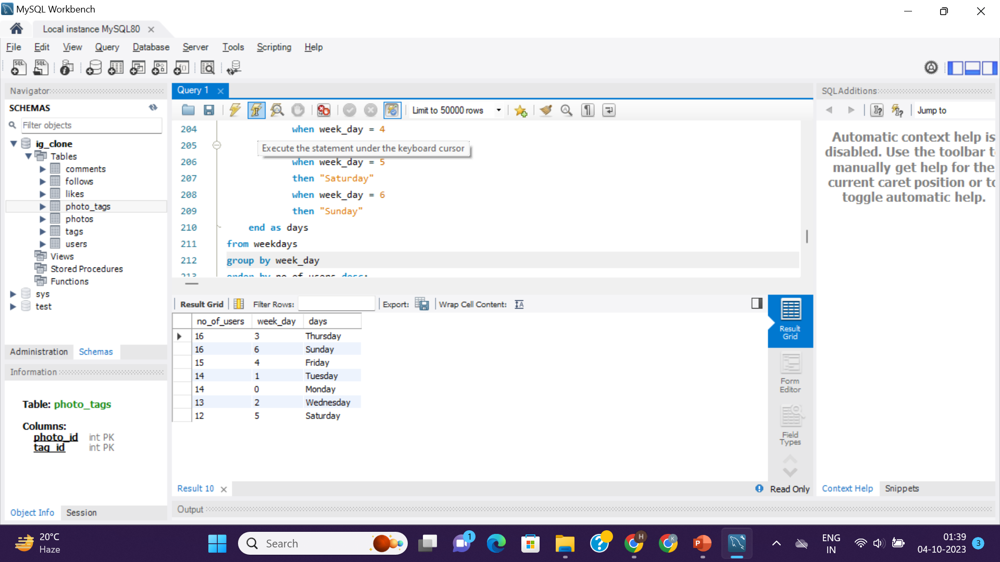 MySQL Workbench
Local instance MySQL80
File Edit View Query Database Server Tools Scripting Help
Navigator
SCHEMAS
Filter objects
ig_clone
Tables
comments
follows
likes
photo_tags
photos
tags
users
Views
Stored Procedures
Functions
sys
test
Administration Schemas
Information
Table: photo_tags
Columns:
photo_id int PK
tag_id int PK
Object Info Session
Query 1
Limit to 50000 rows
204 when week_day = 4
205
Execute the statement under the keyboard cursor
206 when week_day = 5
207 then "Saturday"
208 when week_day = 6
209 then "Sunday"
210 end as days
211 from weekdays
212 group by week_day
213 order by no_of_users desc;
Result Grid Filter Rows: Export: Wrap Cell Content:
no_of_users week_day days
16 3 Thursday
16 6 Sunday
15 4 Friday
14 1 Tuesday
14 0 Monday
13 2 Wednesday
12 5 Saturday
Result Grid
Form Editor
Field Types
Result 10
Read Only
Output
SQLAdditions
Jump to
Automatic context help is
disabled. Use the toolbar
manually get help for the
current caret position or
toggle automatic help.
Context Help Snippets
20°C
Haze
Search
1
ENG
IN
01:39
04-10-2023
3